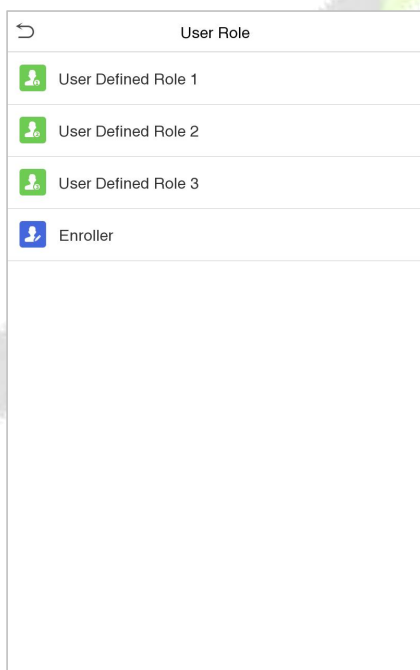 User Role
User Defined Role 1
User Defined Role 2
User Defined Role 3
Enroller